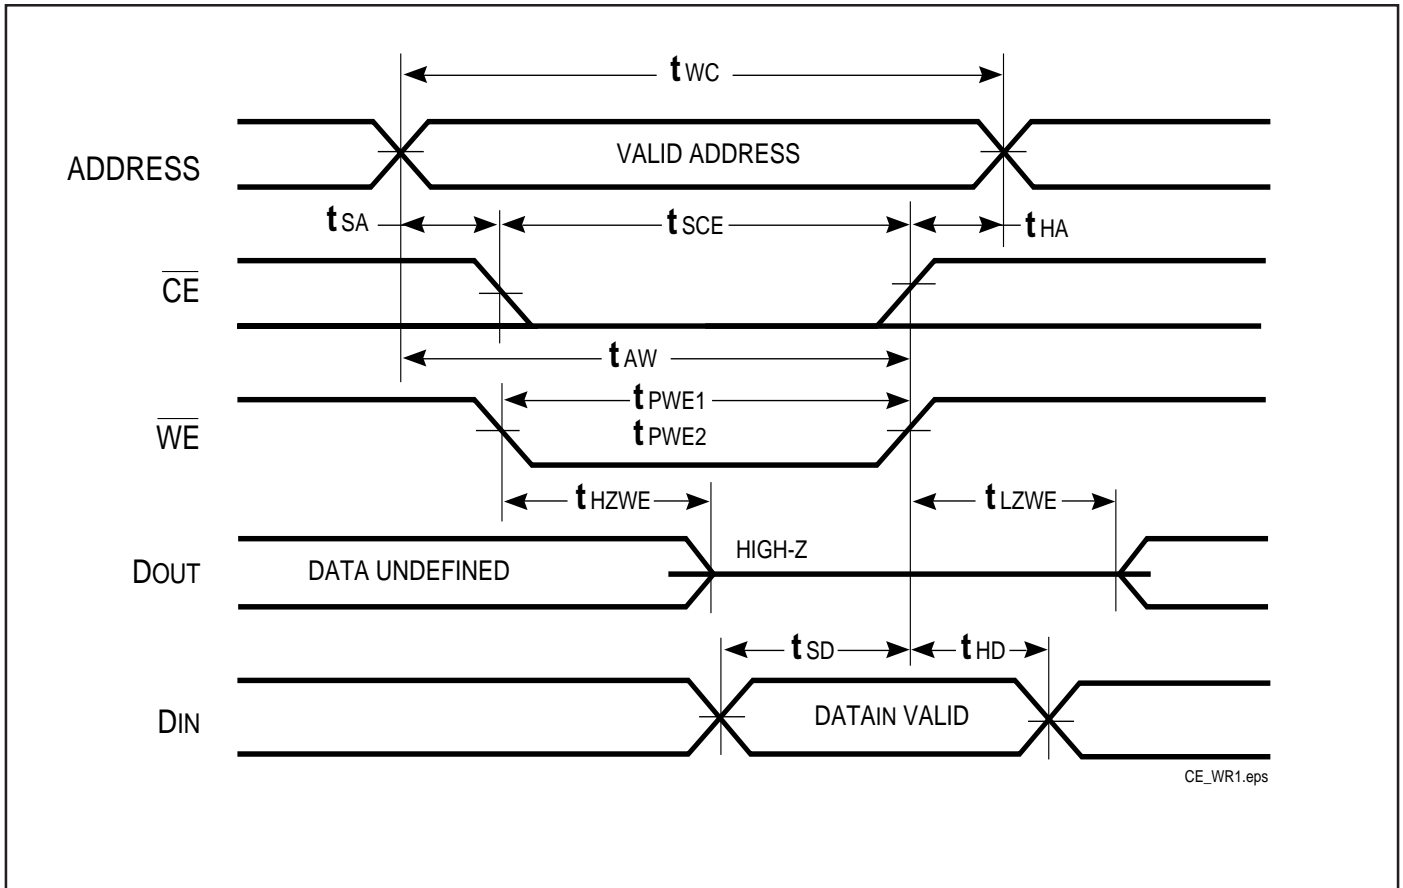 tWC
ADDRESS
VALID ADDRESS
tSA
tSCE
tHA
CE
tAW
WE
tPWE1
tPWE2
tHZWE
tLZWE
DOUT
DATA UNDEFINED
HIGH-Z
tSD
tHD
DIN
DATAIN VALID
CE_WR1.eps